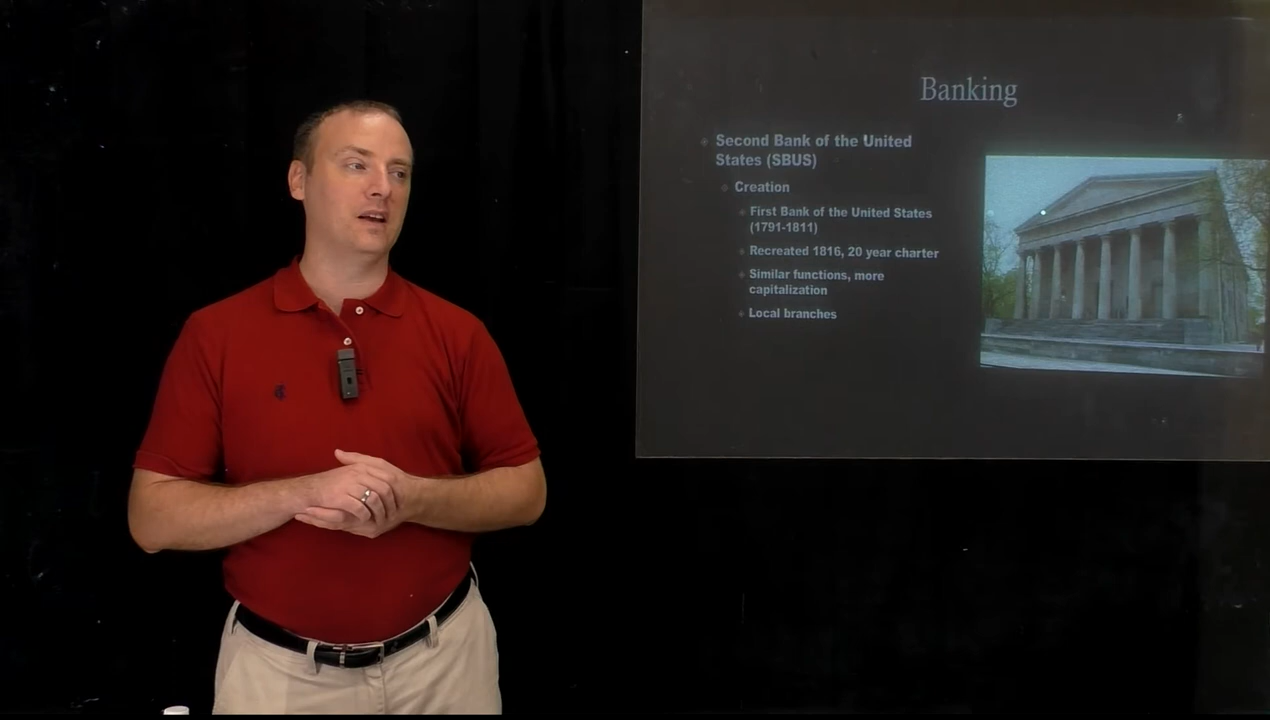 Banking
Second Bank of the United
States (SBUS)
Creation
First Bank of the United States
(1791-1811)
Recreated 1816, 20 year charter
Similar functions, more
capitalization
Local branches